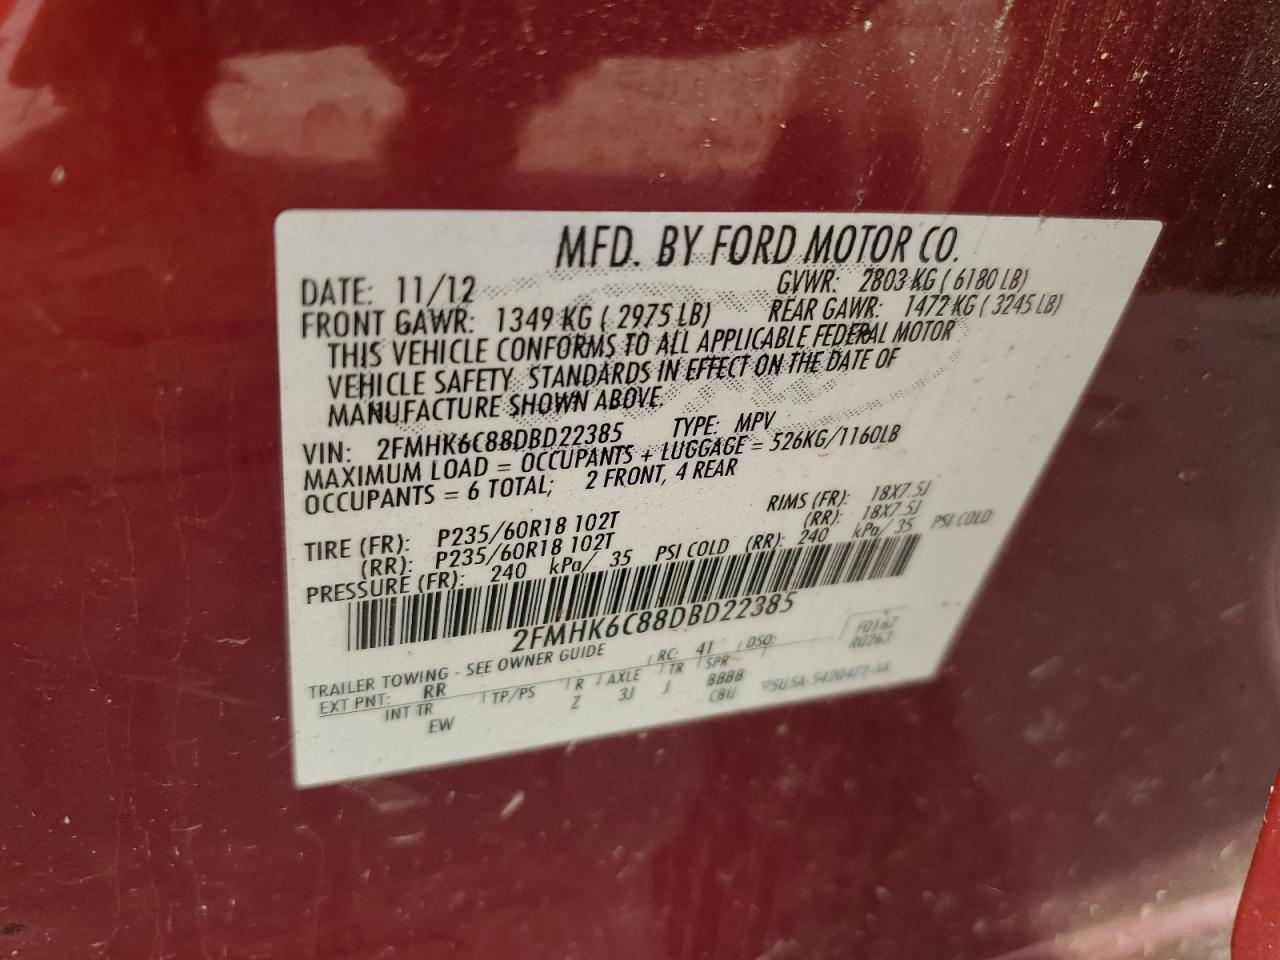 MFD. BY FORD MOTOR CO.
DATE: 11/12 GVWR: 2803 KG ( 6180 LB)
FRONT GAWR: 1349 KG ( 2975 LB) REAR GAWR: 1472 KG ( 3245 LB)
THIS VEHICLE CONFORMS TO ALL APPLICABLE FEDERAL MOTOR
VEHICLE SAFETY STANDARDS IN EFFECT ON THE DATE OF
MANUFACTURE SHOWN ABOVE.
VIN: 2FMHK6C88DBD22385 TYPE: MPV
MAXIMUM LOAD = OCCUPANTS + LUGGAGE = 526KG/1160LB
OCCUPANTS = 6 TOTAL; 2 FRONT, 4 REAR
TIRE (FR): P235/60R18 102T RIMS (FR): 18X7.5J
(RR): P235/60R18 102T (RR): 18X7.5J
PRESSURE (FR): 240 kPa/ 35 PSI COLD (RR): 240 kPa/ 35 PSI COLD
2FMHK6C88DBD22385
TRAILER TOWING - SEE OWNER GUIDE
EXT PNT: RR RC: 41 DSO: F0167
INT TR TP/PS R AXLE TR SPR R0263
EW Z 3J J 8888
CBU